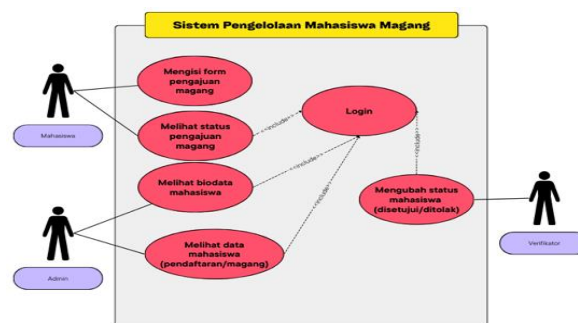 Sistem Pengelolaan Mahasiswa Magang
Mengisi form
pengajuan
magang
Mahasiswa
Melihat status
pengajuan
magang
<include>
Login
Melihat biodata
mahasiswa
<include>
<include>
Mengubah status
mahasiswa
(disetujui/ditolak)
<include>
Verifikator
Melihat data
mahasiswa
(pendaftaran/magang)
Admin